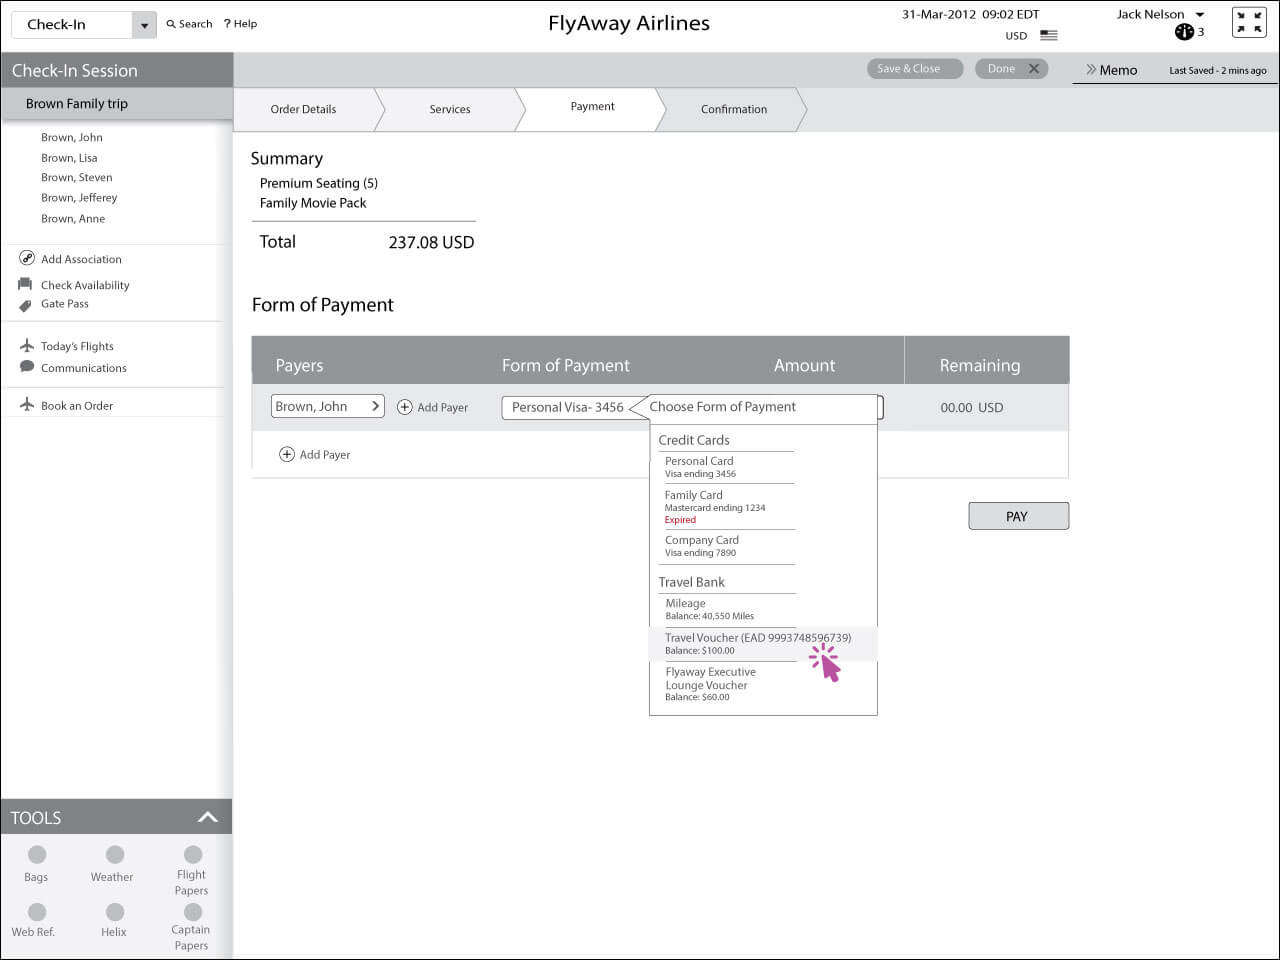 Check-In
Search
? Help
FlyAway Airlines
31-Mar-2012 09:02 EDT
USD
Jack Nelson
3
Check-In Session
Save & Close
Done
Memo
Last Saved - 2 mins ago
Brown Family trip
Brown, John
Brown, Lisa
Brown, Steven
Brown, Jefferey
Brown, Anne
Add Association
Check Availability
Gate Pass
Today's Flights
Communications
Book an Order
Order Details
Services
Payment
Confirmation
Summary
Premium Seating (5)
Family Movie Pack
Total 237.08 USD
Form of Payment
Payers
Form of Payment
Amount
Remaining
Brown, John
Add Payer
Personal Visa- 3456
00.00 USD
Add Payer
Choose Form of Payment
Credit Cards
Personal Card
Visa ending 3456
Family Card
Mastercard ending 1234
Expired
Company Card
Visa ending 7890
Travel Bank
Mileage
Balance: 40,550 Miles
Travel Voucher (EAD 9993748596739)
Balance: $100.00
Flyaway Executive
Lounge Voucher
Balance: $60.00
PAY
TOOLS
Bags
Weather
Flight
Papers
Web Ref.
Helix
Captain
Papers